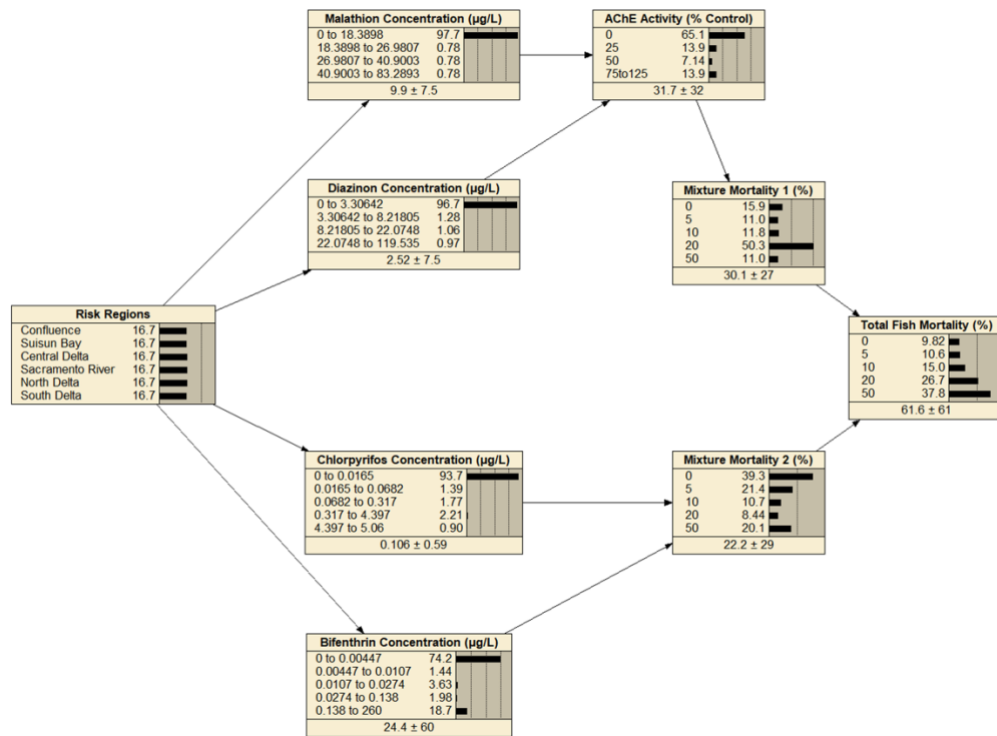 Malathion Concentration (µg/L)
0 to 18.3898 97.7
18.3898 to 26.9807 0.78
26.9807 to 40.9003 0.78
40.9003 to 83.2893 0.78
9.9 ± 7.5
AChE Activity (% Control)
0 65.1
25 13.9
50 7.14
75to125 13.9
31.7 ± 32
Diazinon Concentration (µg/L)
0 to 3.30642 96.7
3.30642 to 8.21805 1.28
8.21805 to 22.0748 1.06
22.0748 to 119.535 0.97
2.52 ± 7.5
Mixture Mortality 1 (%)
0 15.9
5 11.0
10 11.8
20 50.3
50 11.0
30.1 ± 27
Risk Regions
Confluence 16.7
Suisun Bay 16.7
Central Delta 16.7
Sacramento River 16.7
North Delta 16.7
South Delta 16.7
Total Fish Mortality (%)
0 9.82
5 10.6
10 15.0
20 26.7
50 37.8
61.6 ± 61
Chlorpyrifos Concentration (µg/L)
0 to 0.0165 93.7
0.0165 to 0.0682 1.39
0.0682 to 0.317 1.77
0.317 to 4.397 2.21
4.397 to 5.06 0.90
0.106 ± 0.59
Mixture Mortality 2 (%)
0 39.3
5 21.4
10 10.7
20 8.44
50 20.1
22.2 ± 29
Bifenthrin Concentration (µg/L)
0 to 0.00447 74.2
0.00447 to 0.0107 1.44
0.0107 to 0.0274 3.63
0.0274 to 0.138 1.98
0.138 to 260 18.7
24.4 ± 60